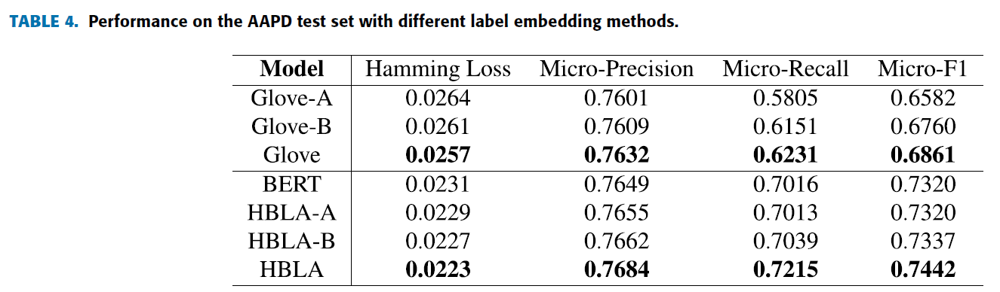 TABLE 4. Performance on the AAPD test set with different label embedding methods.
Model Hamming Loss Micro-Precision Micro-Recall Micro-F1
Glove-A 0.0264 0.7601 0.5805 0.6582
Glove-B 0.0261 0.7609 0.6151 0.6760
Glove 0.0257 0.7632 0.6231 0.6861
BERT 0.0231 0.7649 0.7016 0.7320
HBLA-A 0.0229 0.7655 0.7013 0.7320
HBLA-B 0.0227 0.7662 0.7039 0.7337
HBLA 0.0223 0.7684 0.7215 0.7442